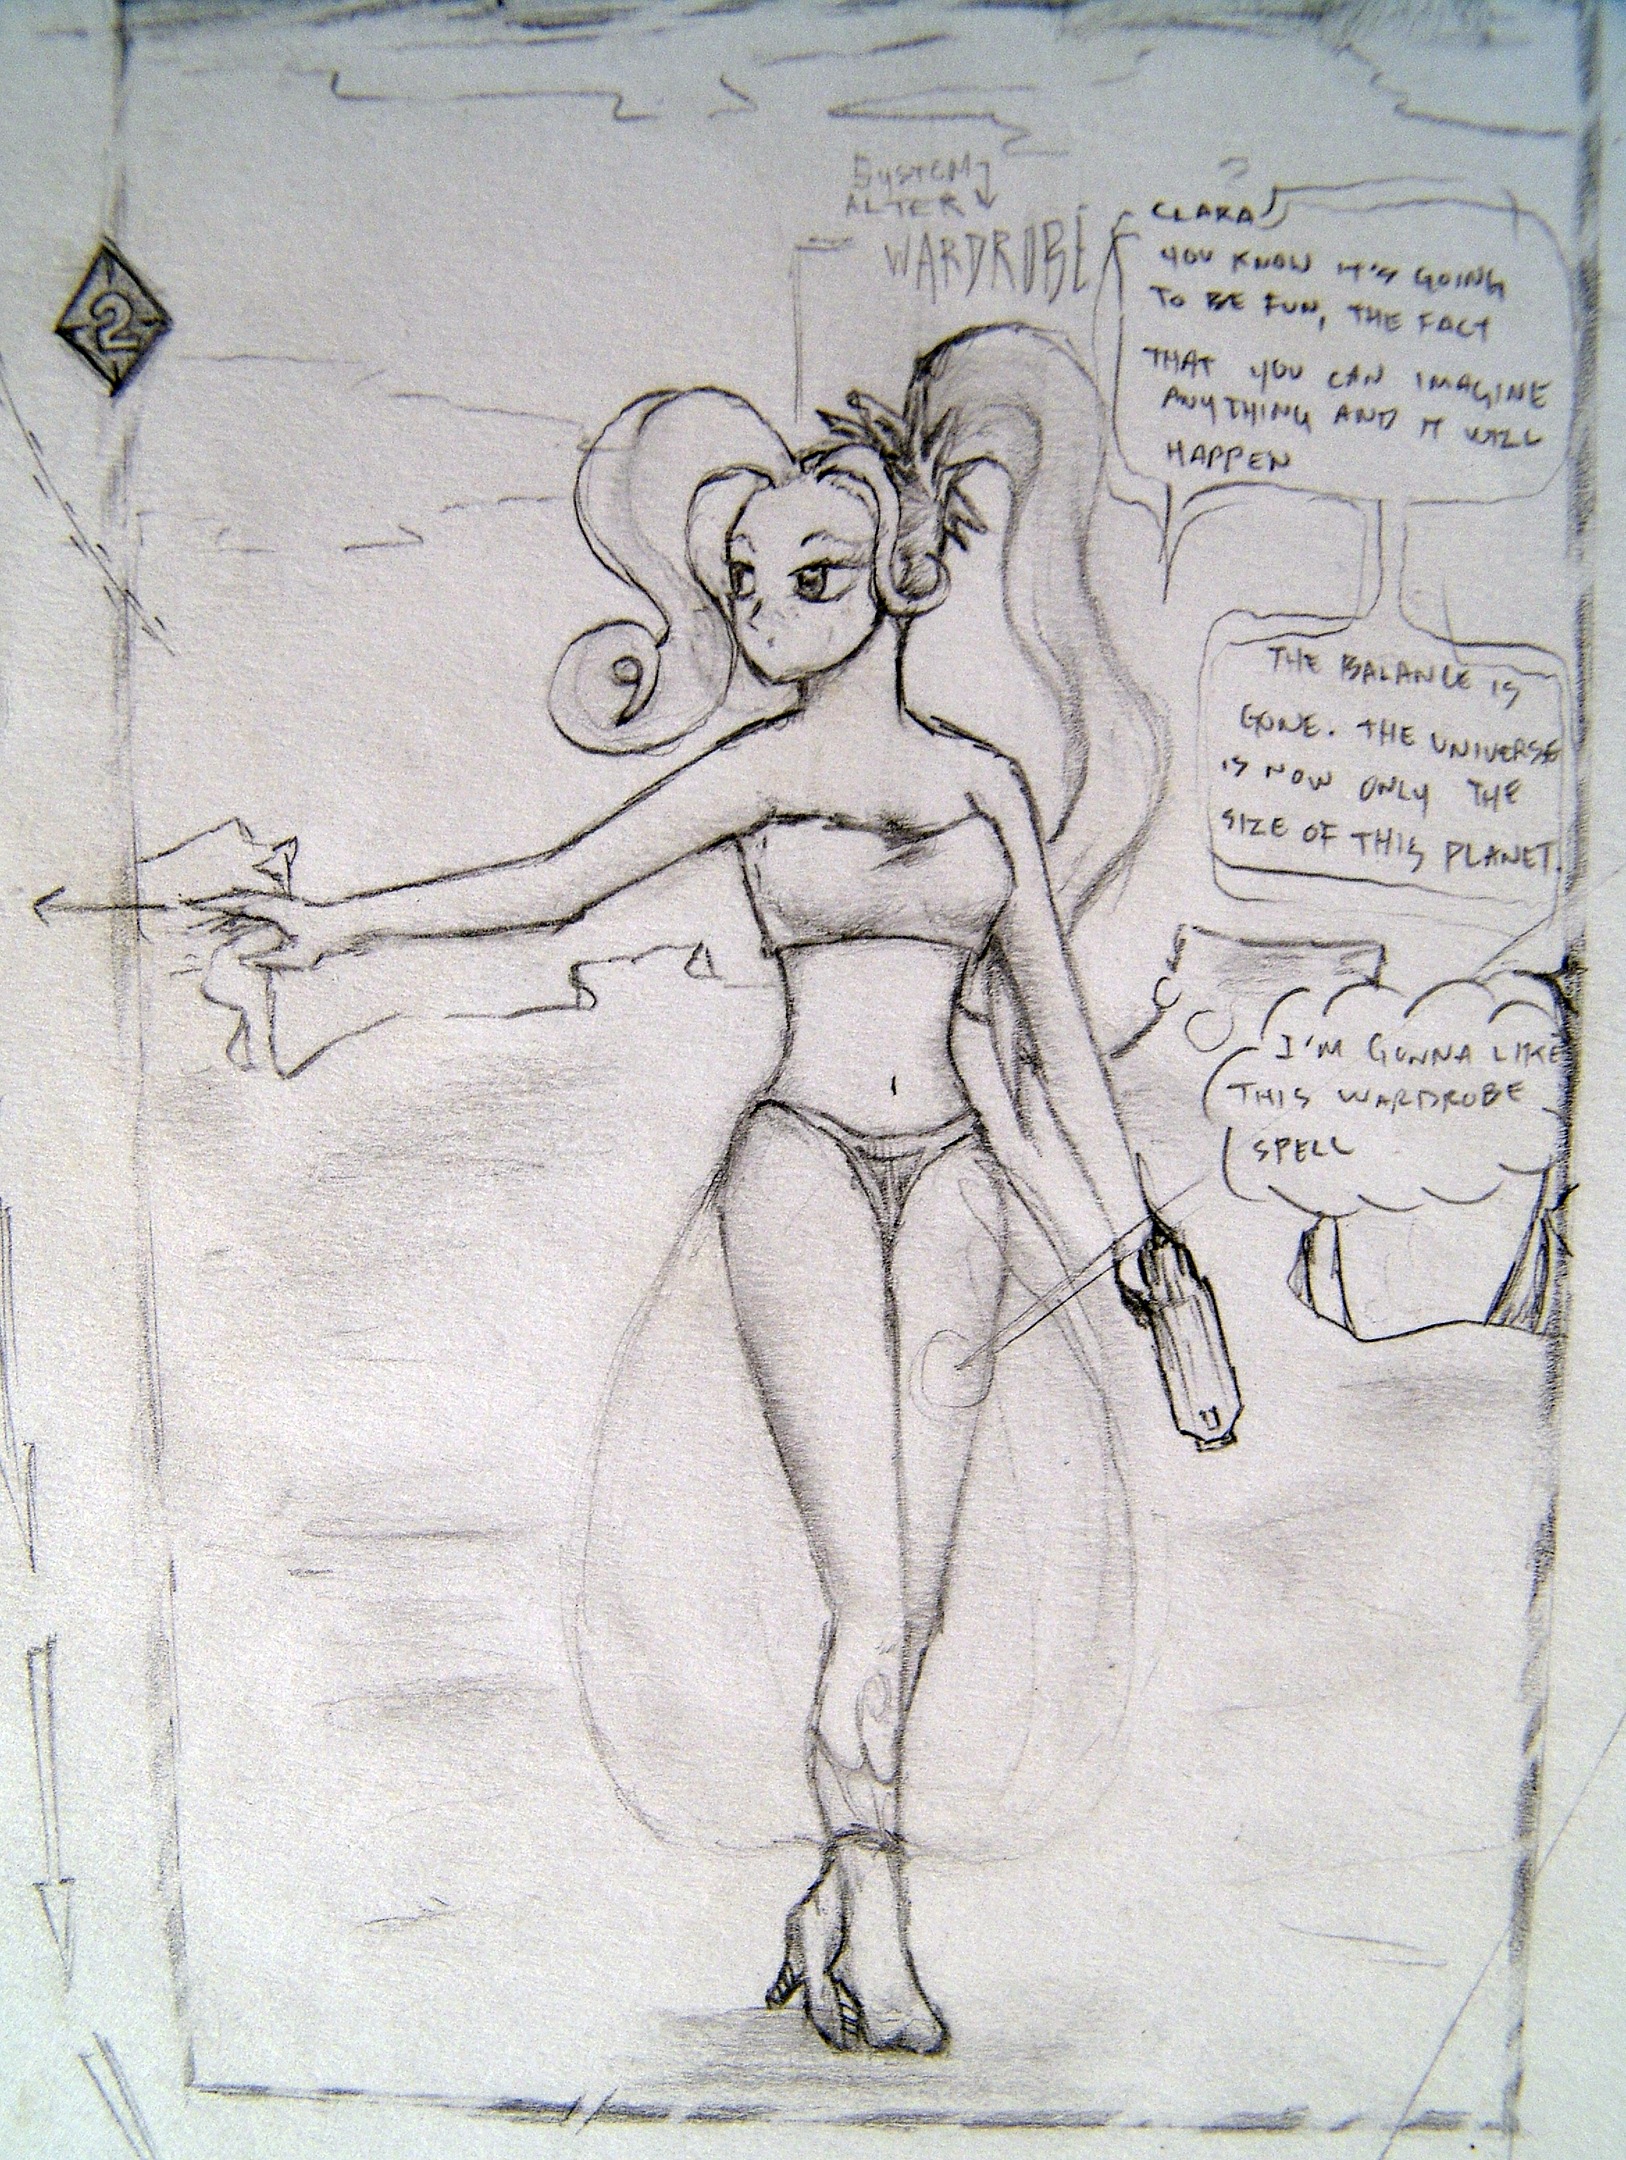 SYSTEM
ALTER
WARDROBE
CLARA
YOU KNOW IT'S GOING
TO BE FUN, THE FACT
THAT YOU CAN IMAGINE
ANYTHING AND IT WILL
HAPPEN
2
THE BALANCE IS
GONE. THE UNIVERSE
IS NOW ONLY THE
SIZE OF THIS PLANET.
I'M GONNA LIKE
THIS WARDROBE
SPELL